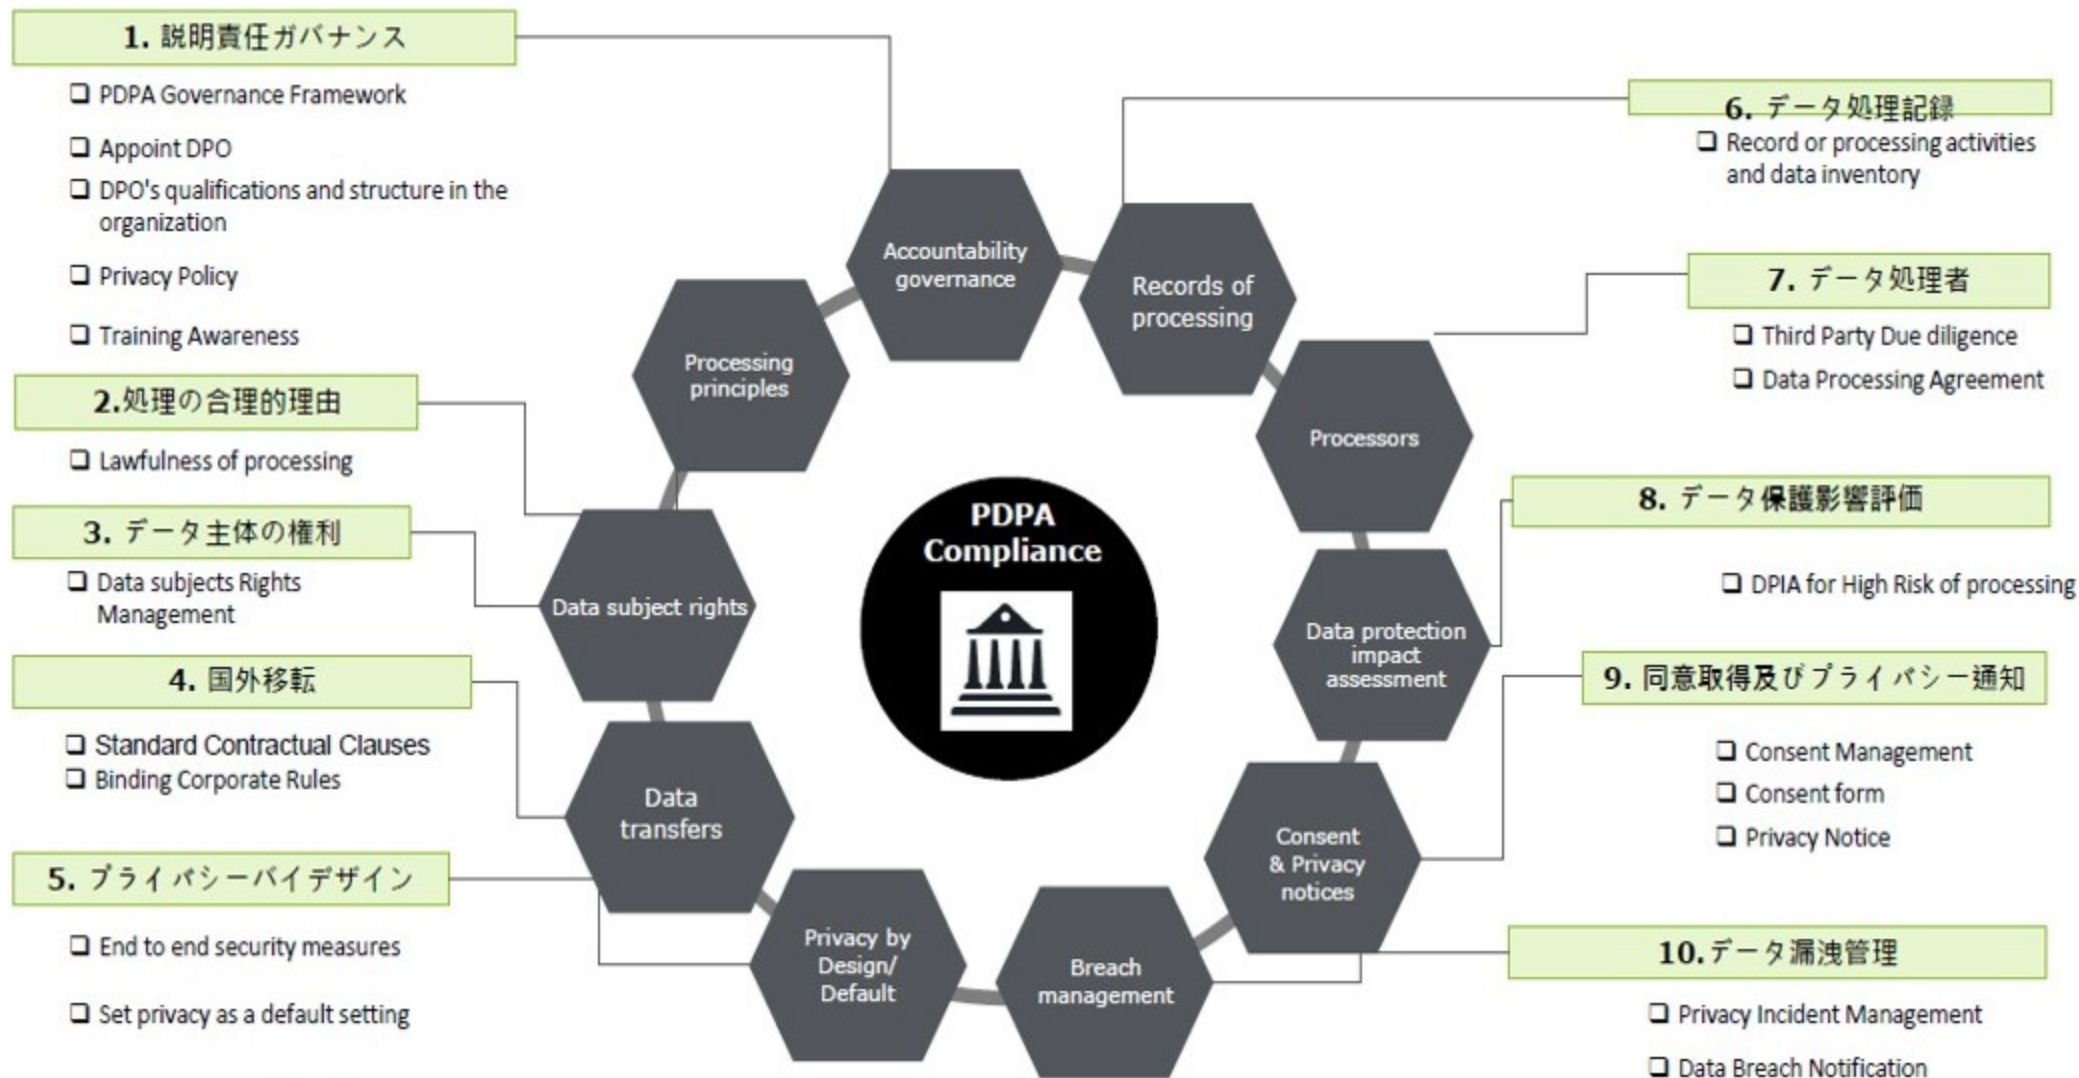 1. 説明責任ガバナンス
❑ PDPA Governance Framework
❑ Appoint DPO
❑ DPO's qualifications and structure in the
organization
❑ Privacy Policy
❑ Training Awareness
2.処理の合理的理由
❑ Lawfulness of processing
3. データ主体の権利
❑ Data subjects Rights
Management
4. 国外移転
❑ Standard Contractual Clauses
❑ Binding Corporate Rules
5. プライバシーバイデザイン
❑ End to end security measures
❑ Set privacy as a default setting
Accountability
governance
Records of
processing
Processing
principles
Processors
PDPA
Compliance
Data subject rights
Data protection
impact
assessment
Data
transfers
Consent
& Privacy
notices
Privacy by
Design/
Default
Breach
management
6. データ処理記録
❑ Record or processing activities
and data inventory
7. データ処理者
❑ Third Party Due diligence
❑ Data Processing Agreement
8. データ保護影響評価
❑ DPIA for High Risk of processing
9. 同意取得及びプライバシー通知
❑ Consent Management
❑ Consent form
❑ Privacy Notice
10.データ漏洩管理
❑ Privacy Incident Management
❑ Data Breach Notification